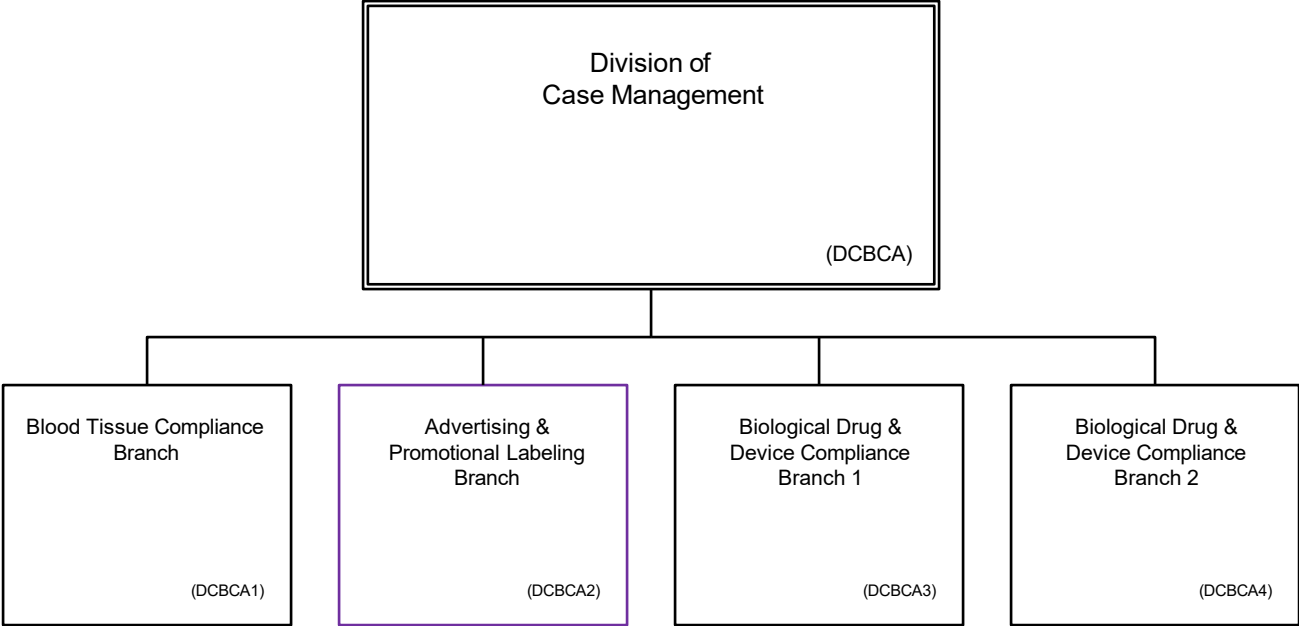 Division of
Case Management
(DCBCA)
Blood Tissue Compliance
Branch
(DCBCA1)
Advertising &
Promotional Labeling
Branch
(DCBCA2)
Biological Drug &
Device Compliance
Branch 1
(DCBCA3)
Biological Drug &
Device Compliance
Branch 2
(DCBCA4)